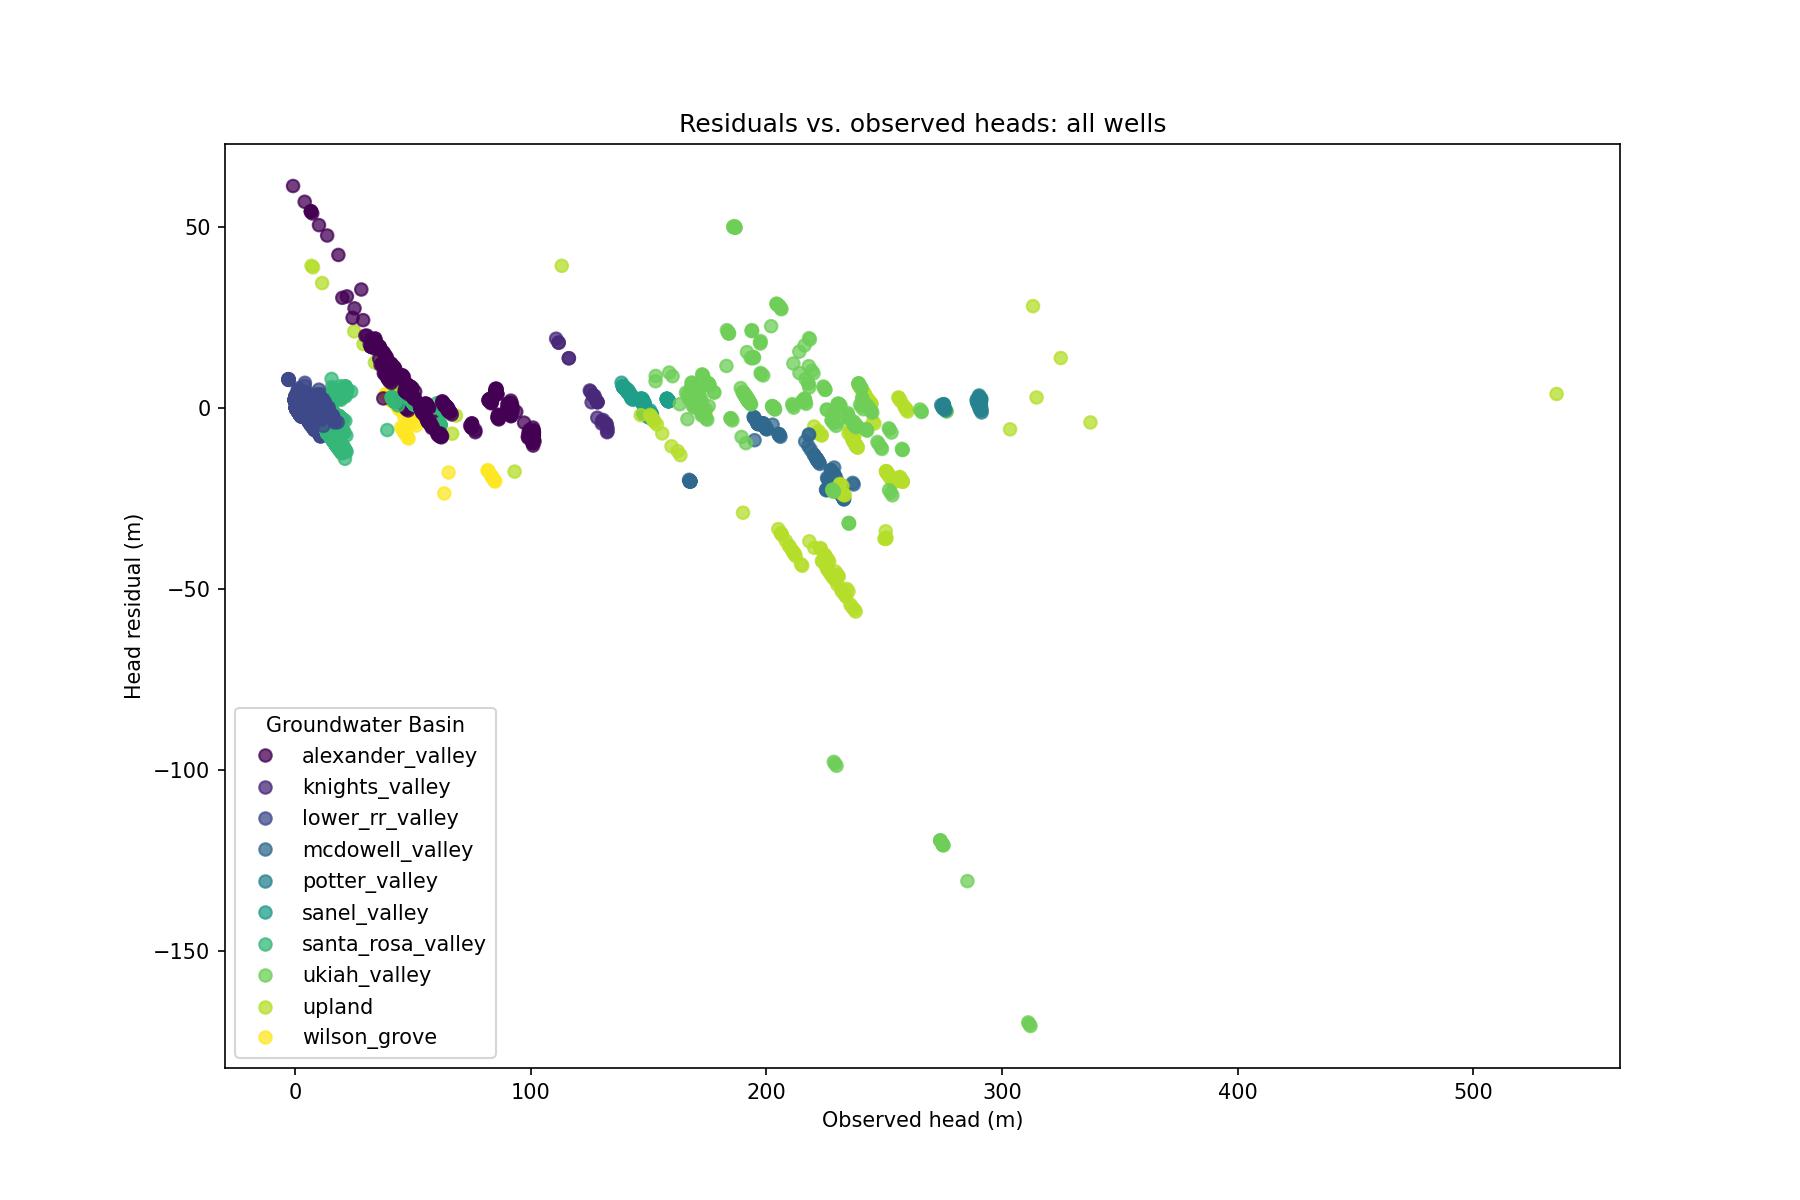 Residuals vs. observed heads: all wells
Head residual (m)
50
0
−50
−100
−150
Groundwater Basin
alexander_valley
knights_valley
lower_rr_valley
mcdowell_valley
potter_valley
sanel_valley
santa_rosa_valley
ukiah_valley
upland
wilson_grove
0 100 200 300 400 500
Observed head (m)